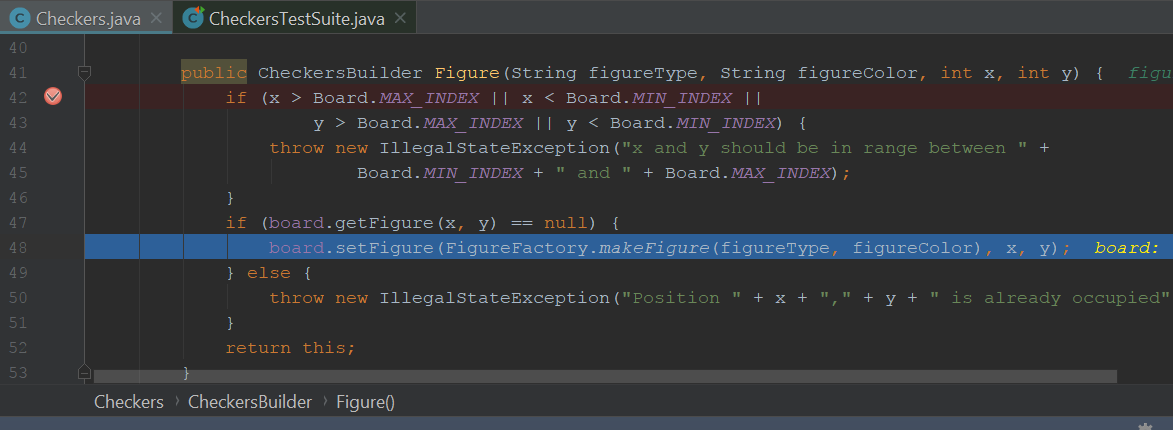 Checkers.java CheckersTestSuite.java
40
41 public CheckersBuilder Figure(String figureType, String figureColor, int x, int y) { figu
42 if (x > Board.MAX_INDEX || x < Board.MIN_INDEX ||
43 y > Board.MAX_INDEX || y < Board.MIN_INDEX) {
44 throw new IllegalStateException("x and y should be in range between " +
45 Board.MIN_INDEX + " and " + Board.MAX_INDEX);
46 }
47 if (board.getFigure(x, y) == null) {
48 board.setFigure(FigureFactory.makeFigure(figureType, figureColor), x, y); board:
49 } else {
50 throw new IllegalStateException("Position " + x + "," + y + " is already occupied"
51 }
52 return this;
53 }
Checkers › CheckersBuilder › Figure()